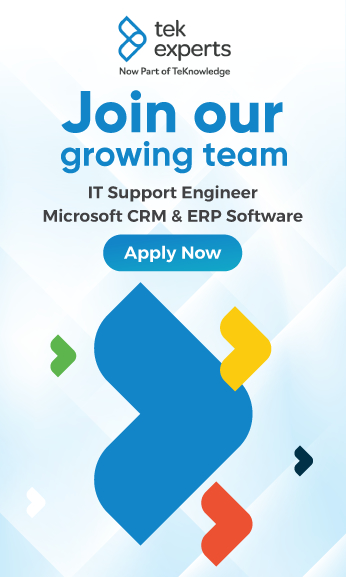 tek
experts
Now Part of TeKnowledge
Join our
growing team
IT Support Engineer
Microsoft CRM & ERP Software
Apply Now